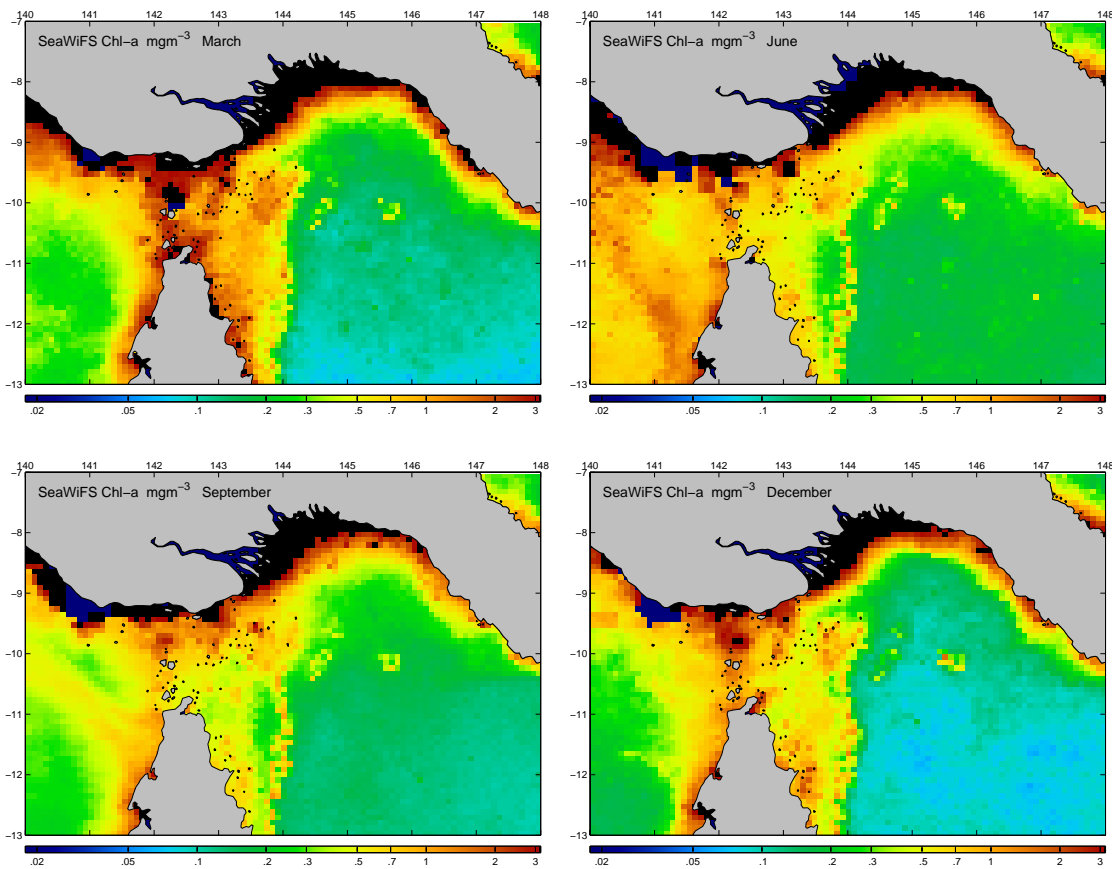 140 141 142 143 144 145 146 147 148
−7
SeaWiFS Chl−a mgm−3 March
−8
−9
−10
−11
−12
−13
.02 .05 .1 .2 .3 .5 .7 1 2 3
140 141 142 143 144 145 146 147 148
−7
SeaWiFS Chl−a mgm−3 June
−8
−9
−10
−11
−12
−13
.02 .05 .1 .2 .3 .5 .7 1 2 3
140 141 142 143 144 145 146 147 148
−7
SeaWiFS Chl−a mgm−3 September
−8
−9
−10
−11
−12
−13
.02 .05 .1 .2 .3 .5 .7 1 2 3
140 141 142 143 144 145 146 147 148
−7
SeaWiFS Chl−a mgm−3 December
−8
−9
−10
−11
−12
−13
.02 .05 .1 .2 .3 .5 .7 1 2 3